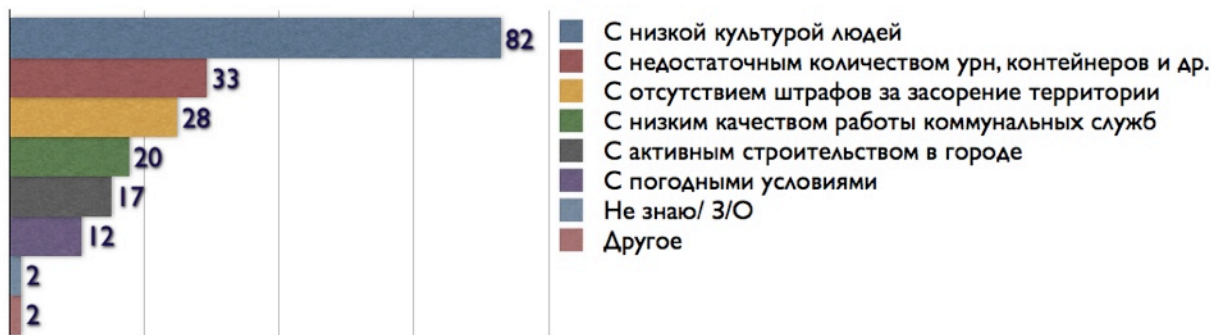 82 С низкой культурой людей
33 С недостаточным количеством урн, контейнеров и др.
28 С отсутствием штрафов за засорение территории
20 С низким качеством работы коммунальных служб
17 С активным строительством в городе
12 С погодными условиями
2 Не знаю/ З/О
2 Другое